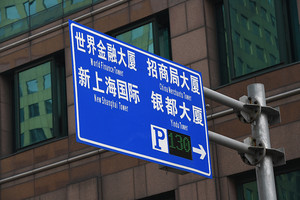 世界金融大厦 招商局大厦
World Finance Tower China Merchants Tower
新上海国际 银都大厦
New Shanghai Tower Yindu Tower
P 130 →